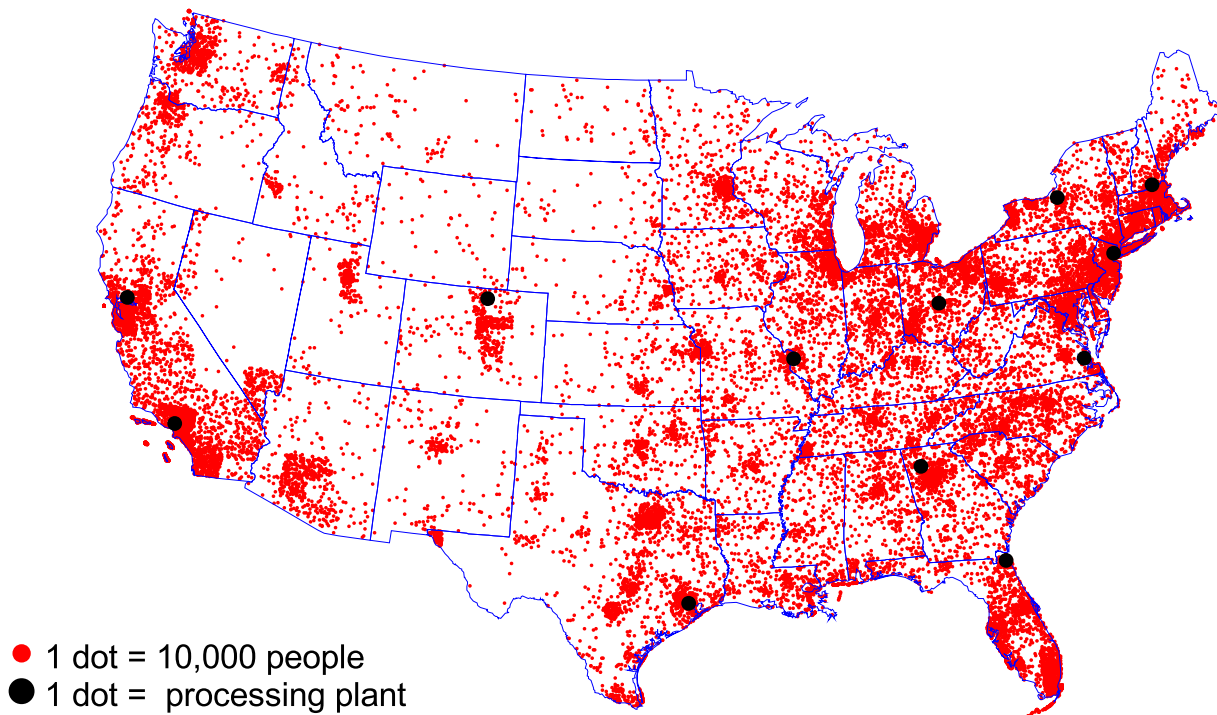 1 dot = 10,000 people
1 dot =  processing plant